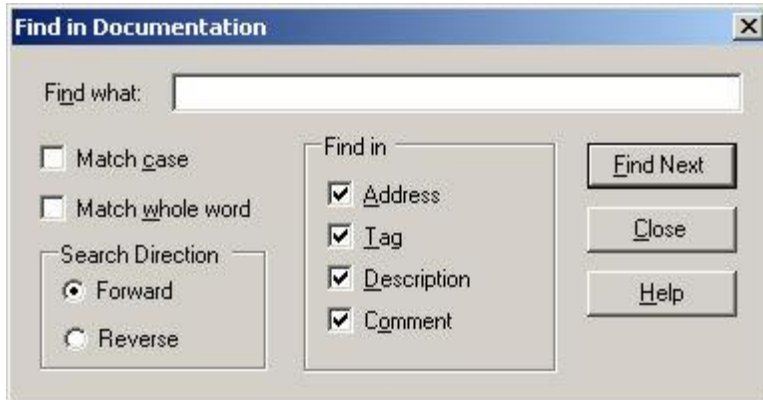 Find in Documentation
Find what:
Match case
Match whole word
Search Direction
Forward
Reverse
Find in
Address
Tag
Description
Comment
Find Next
Close
Help